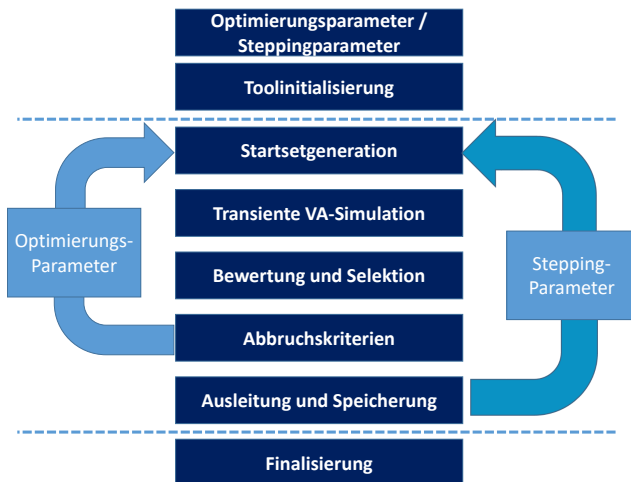 Optimierungsparameter /
Steppingparameter
Toolinitialisierung
Startsetgeneration
Transiente VA-Simulation
Optimierungs-
Parameter
Bewertung und Selektion
Stepping-
Parameter
Abbruchskriterien
Ausleitung und Speicherung
Finalisierung